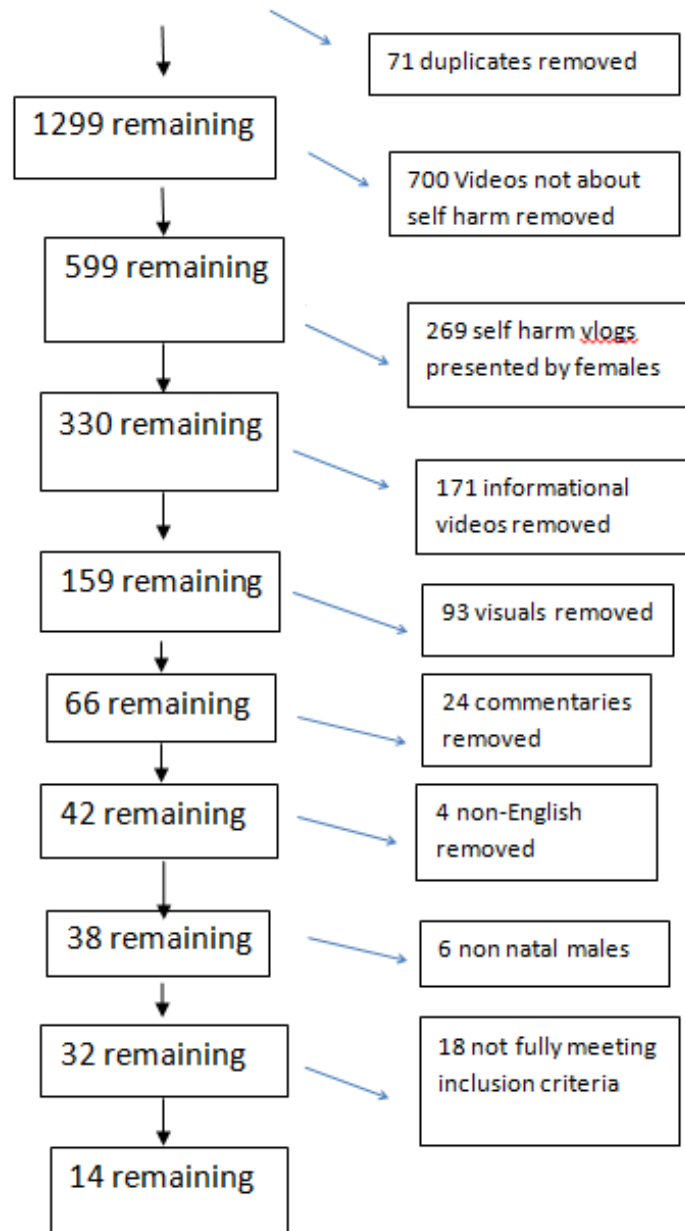 71 duplicates removed
1299 remaining
700 Videos not about
self harm removed
599 remaining
269 self harm vlogs
presented by females
330 remaining
171 informational
videos removed
159 remaining
93 visuals removed
66 remaining
24 commentaries
removed
42 remaining
4 non-English
removed
38 remaining
6 non natal males
32 remaining
18 not fully meeting
inclusion criteria
14 remaining